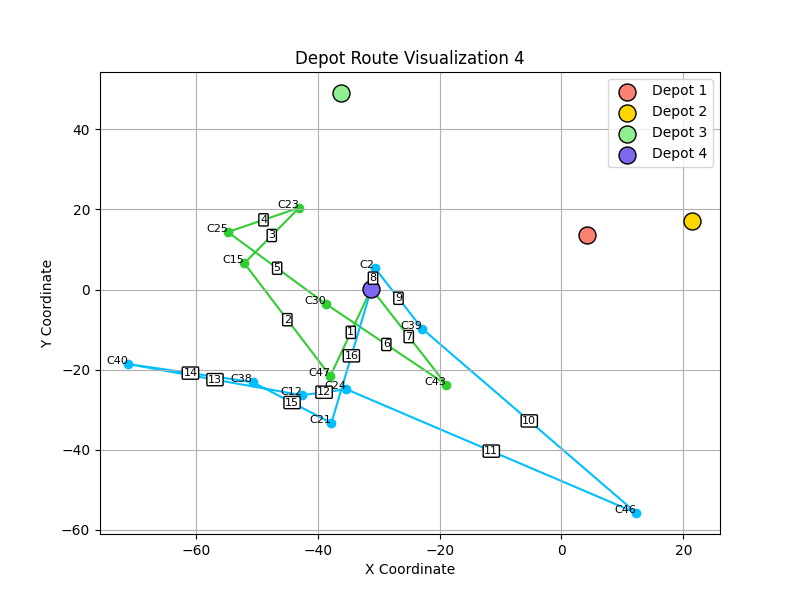 Depot Route Visualization 4
Depot 1
Depot 2
Depot 3
Depot 4
Y Coordinate
40
20
0
−20
−40
−60
−60
−40
−20
0
20
X Coordinate
C23
4
C25
3
C15
5
C2
8
9
C30
2
1
C39
7
6
16
C40
14
13
C38
C47
C43
C12
12
C24
15
C21
10
11
C46